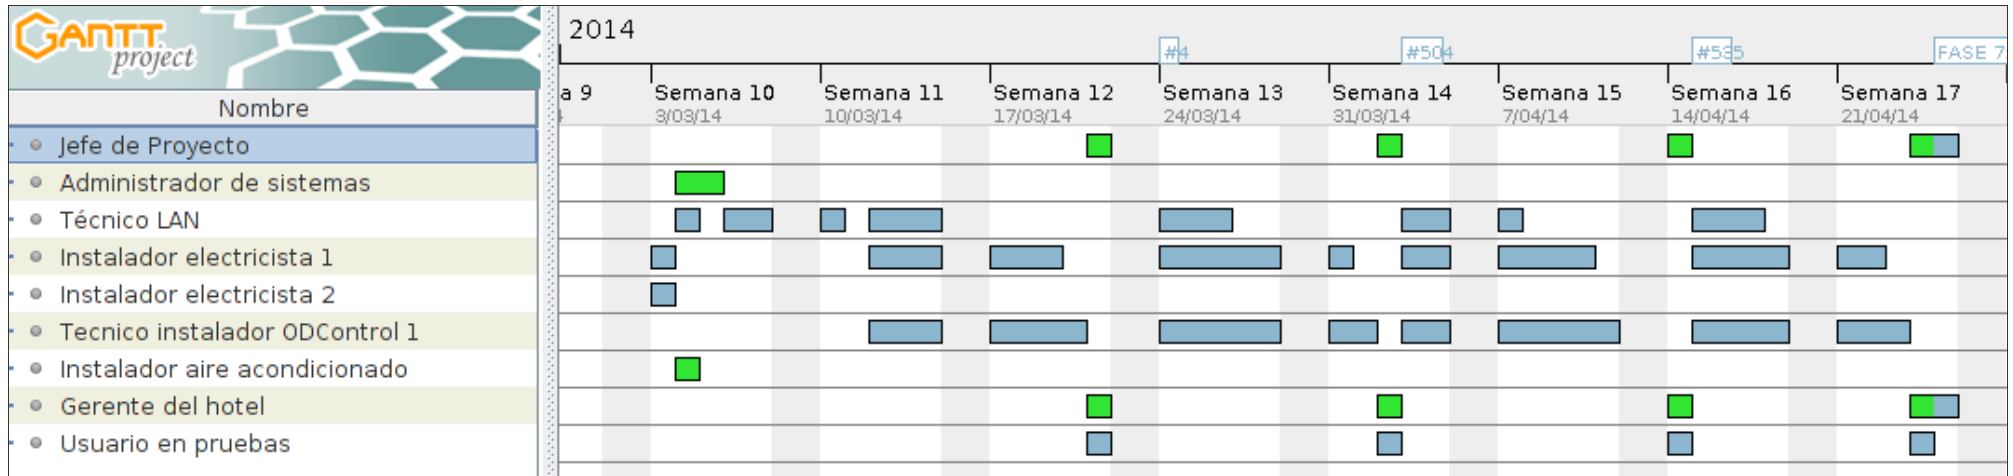 GANTT
project
2014
#4
#504
#535
FASE 7
Nombre
a 9
Semana 10
Semana 11
Semana 12
Semana 13
Semana 14
Semana 15
Semana 16
Semana 17
3/03/14
10/03/14
17/03/14
24/03/14
31/03/14
7/04/14
14/04/14
21/04/14
Jefe de Proyecto
Administrador de sistemas
Técnico LAN
Instalador electricista 1
Instalador electricista 2
Tecnico instalador ODControl 1
Instalador aire acondicionado
Gerente del hotel
Usuario en pruebas